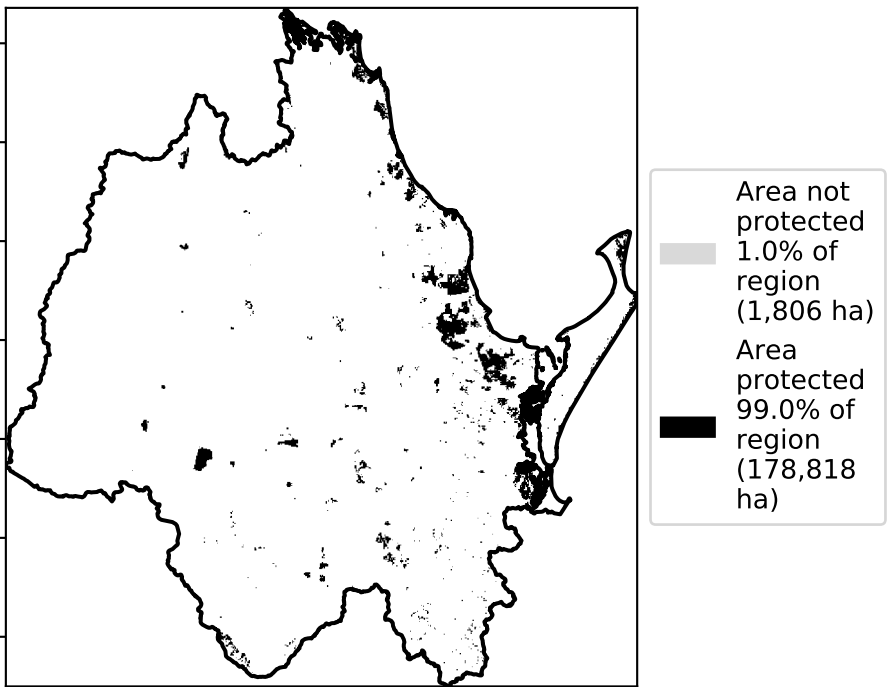 Area not
protected
1.0% of
region
(1,806 ha)
Area
protected
99.0% of
region
(178,818
ha)